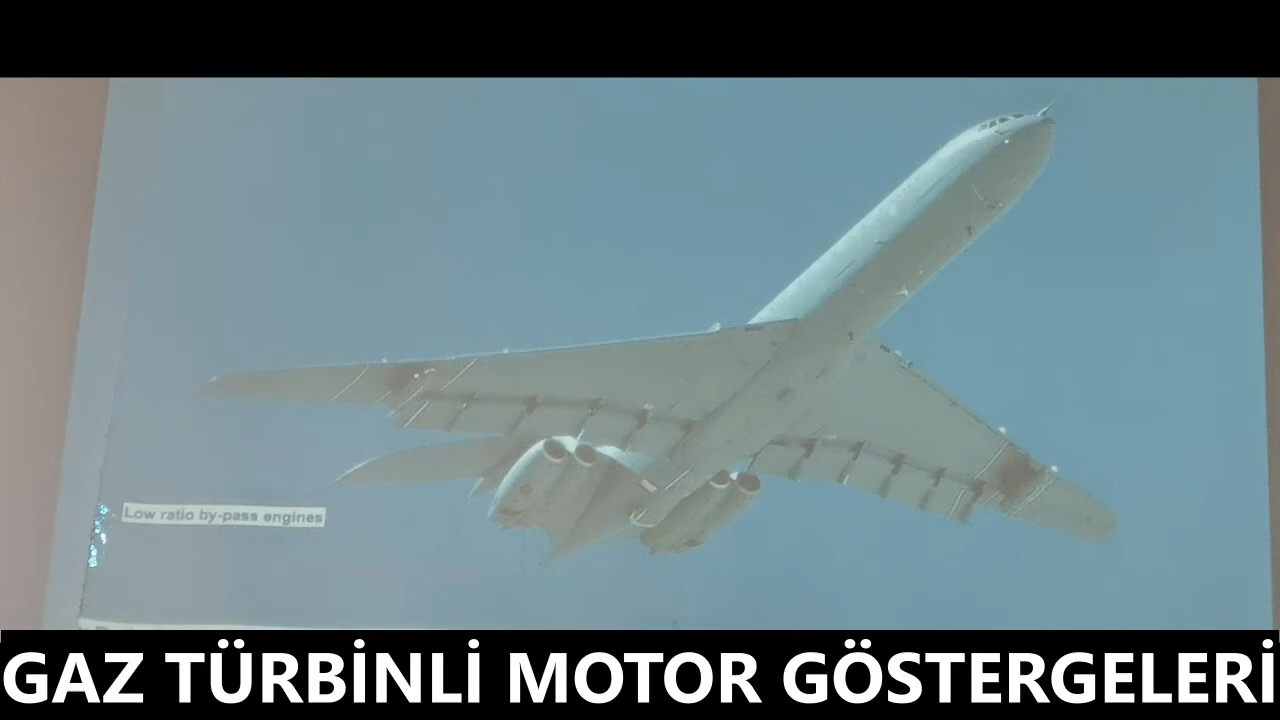 Low ratio by-pass engines
GAZ TÜRBİNLİ MOTOR GÖSTERGELERİ